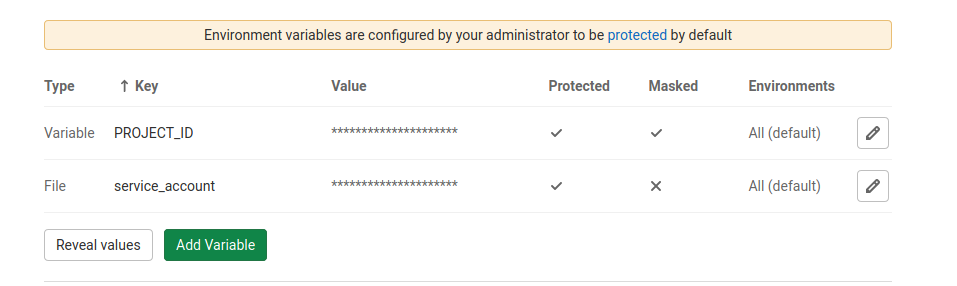 Environment variables are configured by your administrator to be protected by default
Type ↑ Key Value Protected Masked Environments
Variable PROJECT_ID ********************* ✓ ✓ All (default)
File service_account ********************* ✓ ✕ All (default)
Reveal values Add Variable